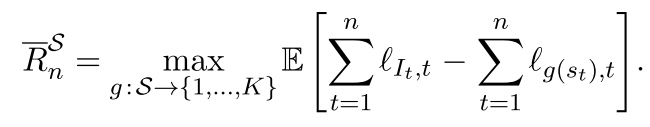 $\overline{R}_n^{\mathcal{S}} = \max_{g\,:\,\mathcal{S} \to \{1,\ldots,K\}} \mathbb{E}\left[\sum_{t=1}^{n} \ell_{I_t,t} - \sum_{t=1}^{n} \ell_{g(s_t),t}\right].$